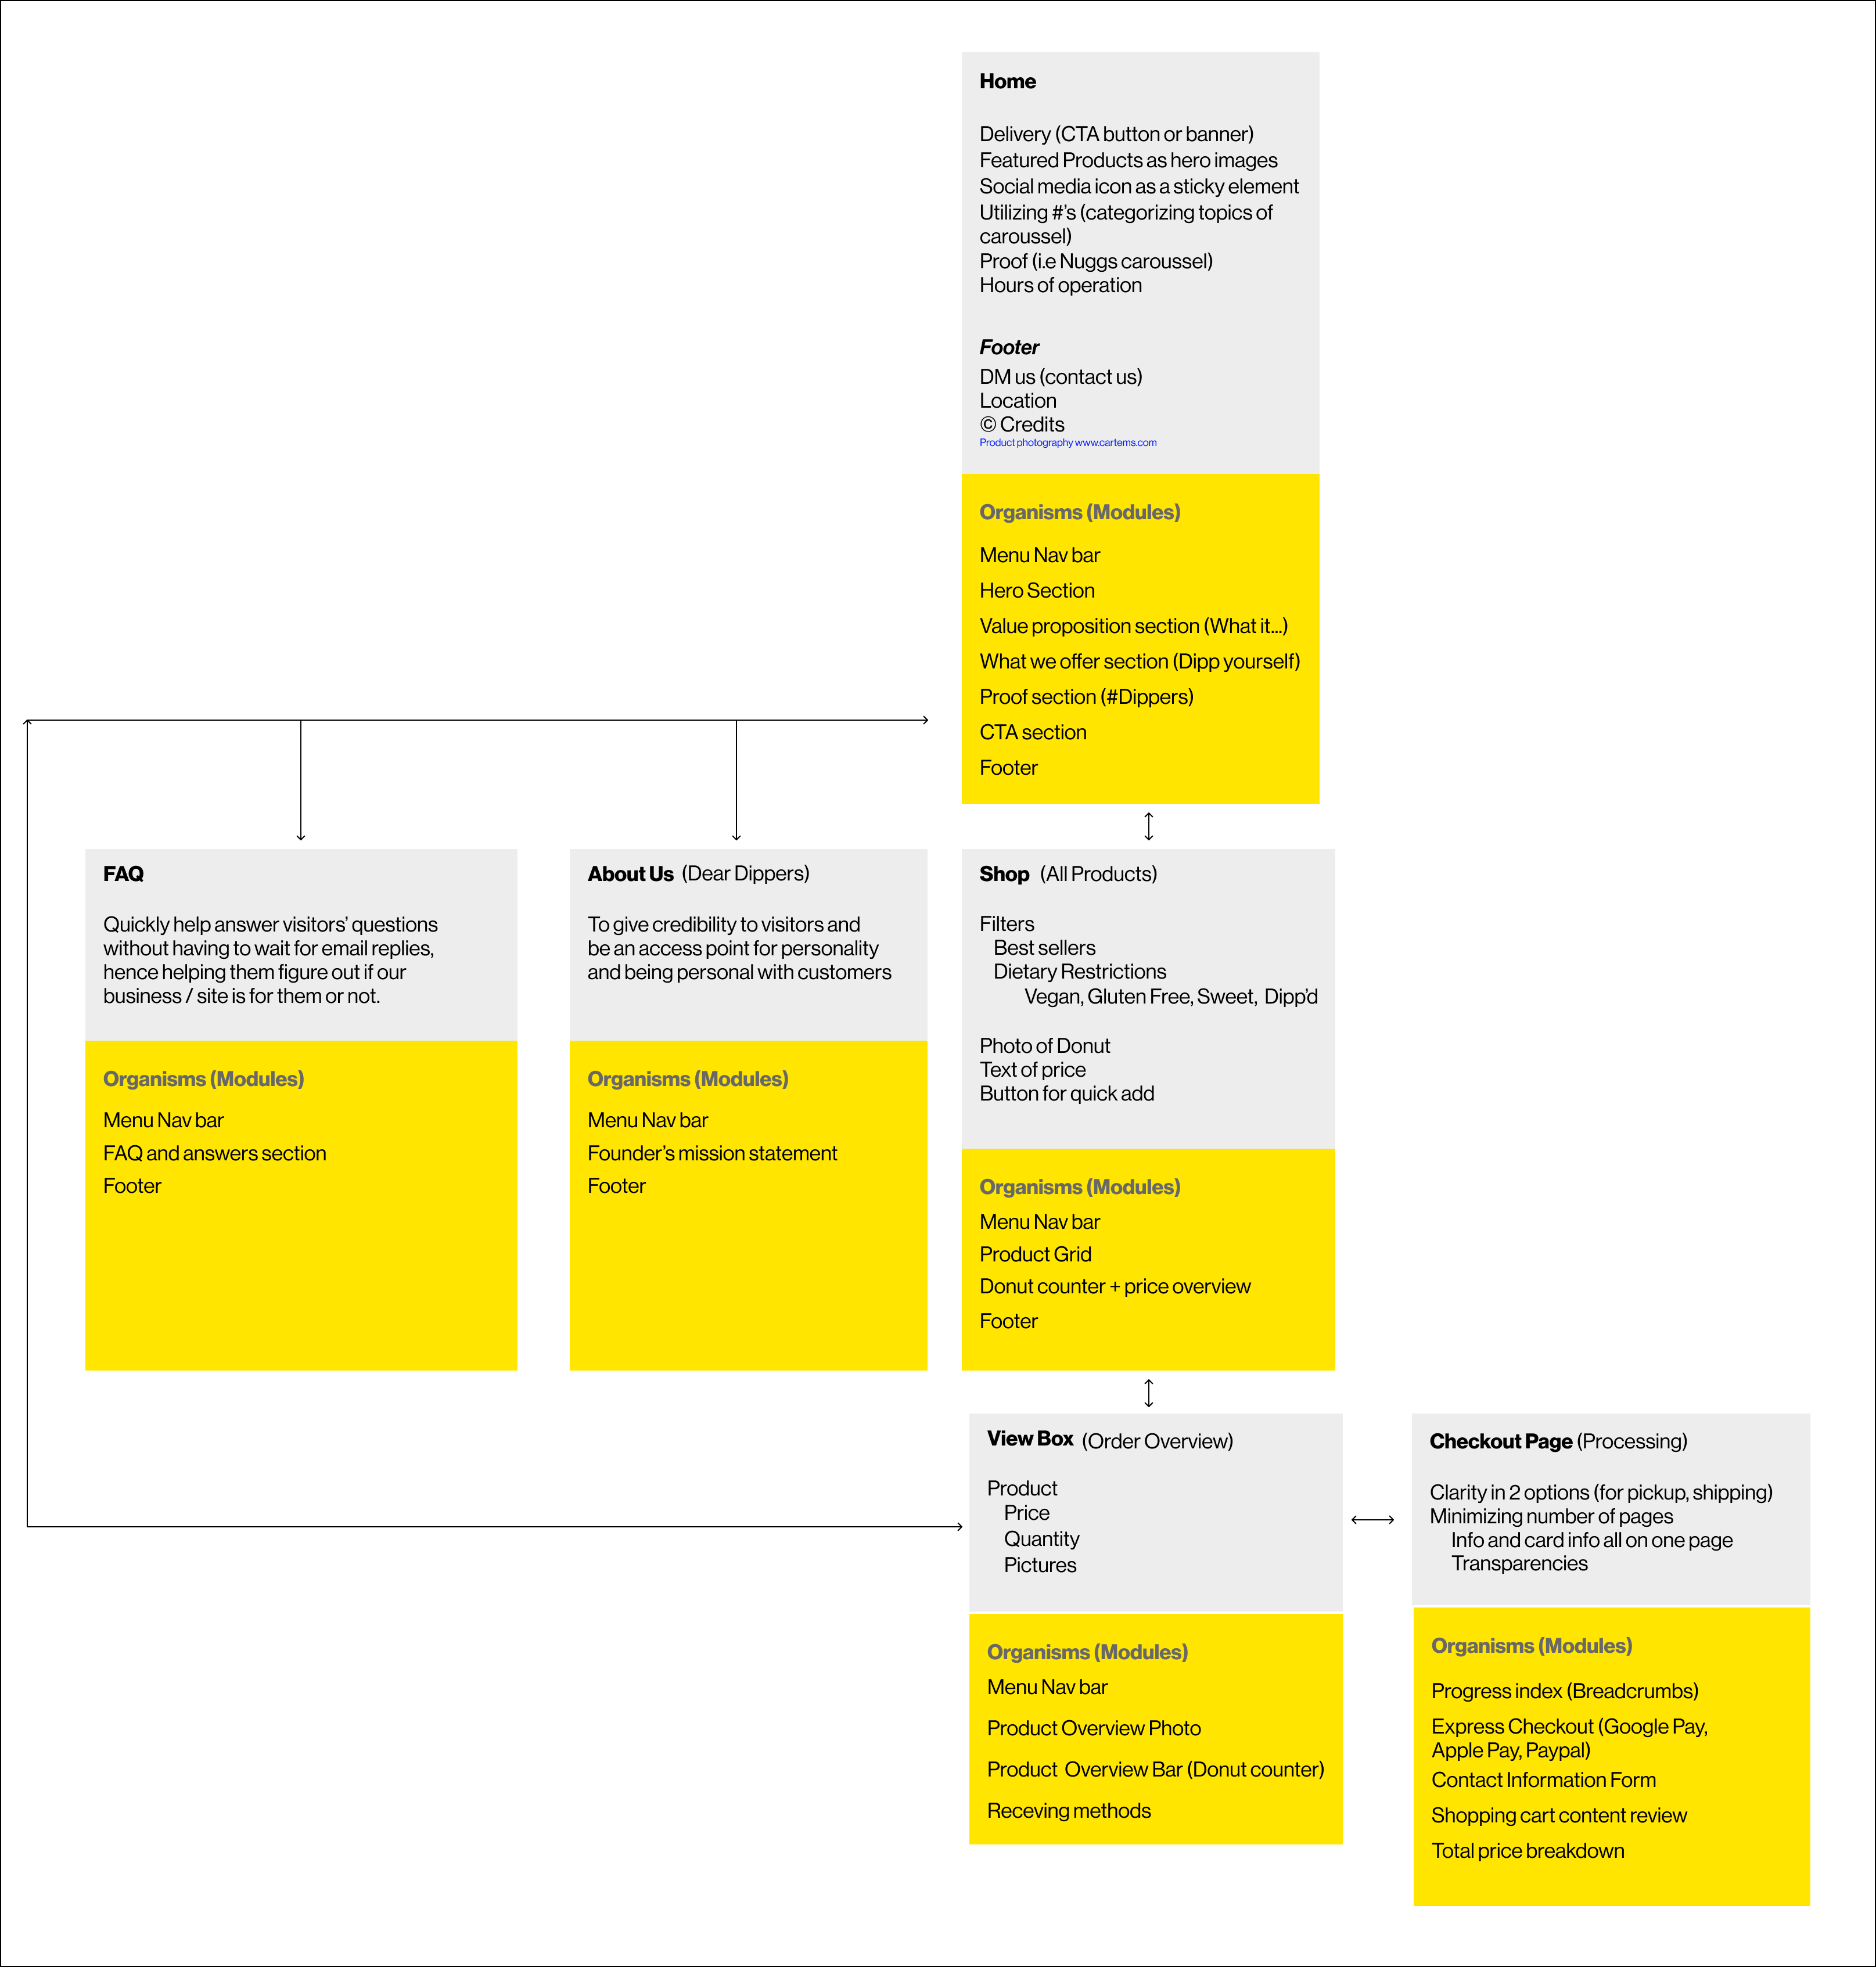 Home
Delivery (CTA button or banner)
Featured Products as hero images
Social media icon as a sticky element
Utilizing #'s (categorizing topics of
caroussel)
Proof (i.e Nuggs caroussel)
Hours of operation
Footer
DM us (contact us)
Location
© Credits
Product photography www.cartems.com
Organisms (Modules)
Menu Nav bar
Hero Section
Value proposition section (What it...)
What we offer section (Dipp yourself)
Proof section (#Dippers)
CTA section
Footer
FAQ
Quickly help answer visitors' questions
without having to wait for email replies,
hence helping them figure out if our
business / site is for them or not.
Organisms (Modules)
Menu Nav bar
FAQ and answers section
Footer
About Us (Dear Dippers)
To give credibility to visitors and
be an access point for personality
and being personal with customers
Organisms (Modules)
Menu Nav bar
Founder's mission statement
Footer
Shop (All Products)
Filters
Best sellers
Dietary Restrictions
Vegan, Gluten Free, Sweet, Dipp'd
Photo of Donut
Text of price
Button for quick add
Organisms (Modules)
Menu Nav bar
Product Grid
Donut counter + price overview
Footer
View Box (Order Overview)
Product
Price
Quantity
Pictures
Organisms (Modules)
Menu Nav bar
Product Overview Photo
Product Overview Bar (Donut counter)
Receving methods
Checkout Page (Processing)
Clarity in 2 options (for pickup, shipping)
Minimizing number of pages
Info and card info all on one page
Transparencies
Organisms (Modules)
Progress index (Breadcrumbs)
Express Checkout (Google Pay,
Apple Pay, Paypal)
Contact Information Form
Shopping cart content review
Total price breakdown